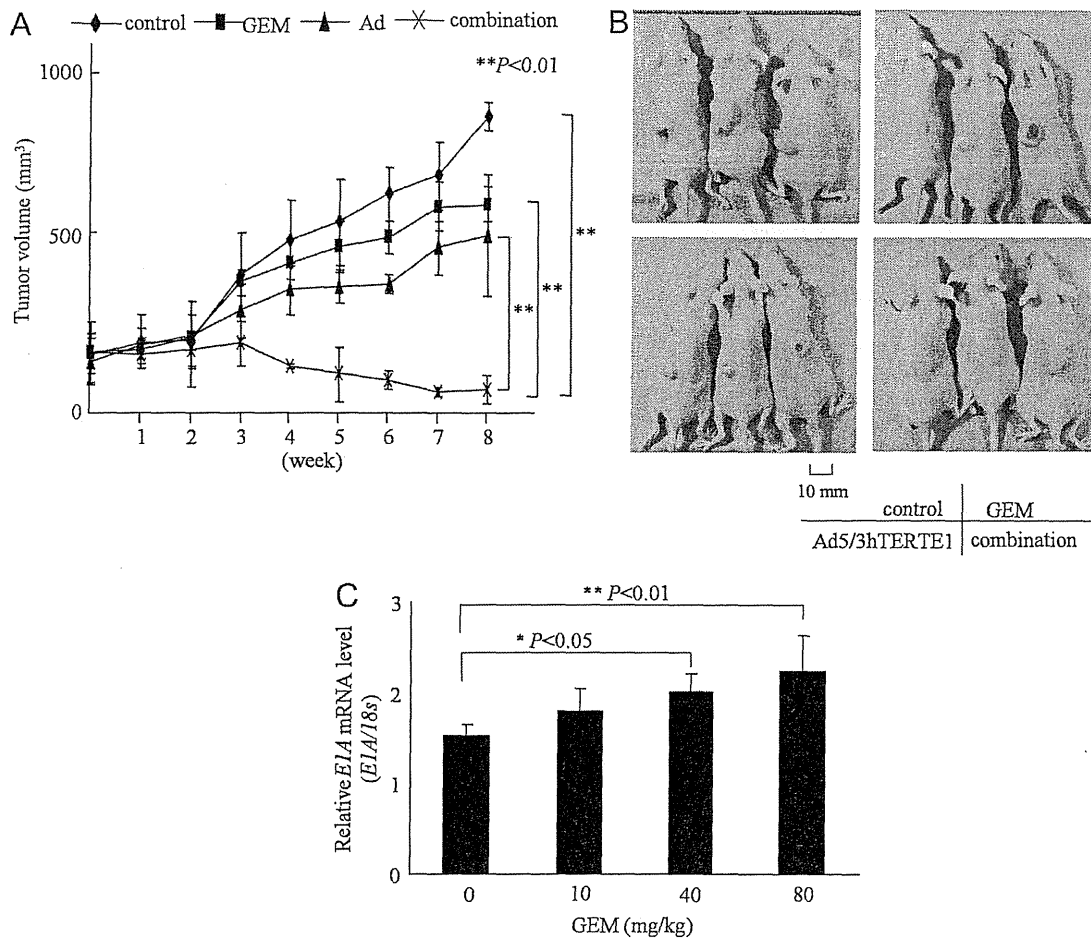 A
control GEM Ad combination
**P<0.01
1000
500
0
Tumor volume (mm³)
**
**
**
1 2 3 4 5 6 7 8
(week)
B
10 mm
control GEM
Ad5/3hTERTE1 combination
C
** P<0.01
* P<0.05
3
2
1
0
Relative E1A mRNA level
(E1A/18s)
0 10 40 80
GEM (mg/kg)